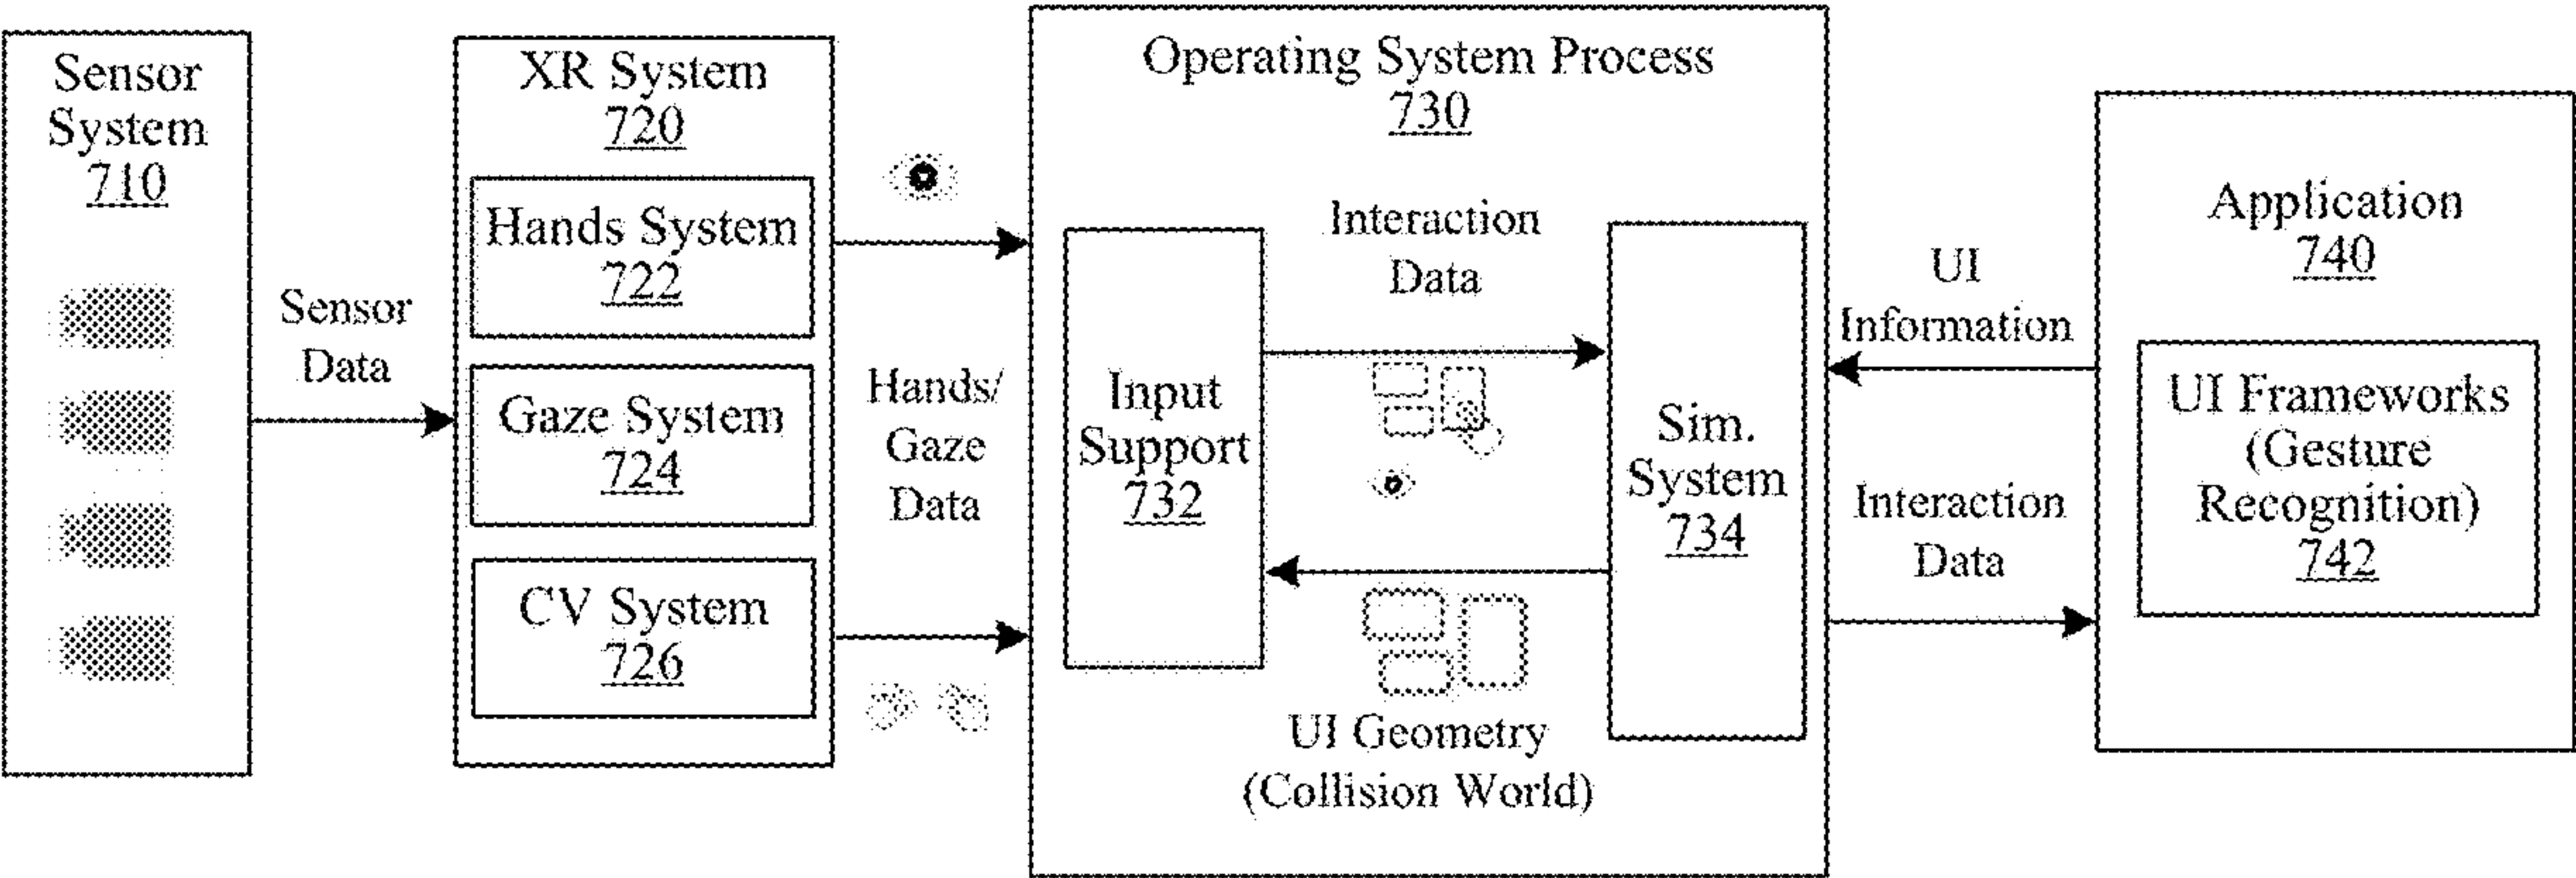 Sensor
System
710
Sensor
Data
XR System
720
Hands System
722
Gaze System
724
CV System
726
Hands/
Gaze
Data
Operating System Process
730
Input
Support
732
Interaction
Data
UI Geometry
(Collision World)
Sim.
System
734
UI
Information
Interaction
Data
Application
740
UI Frameworks
(Gesture
Recognition)
742